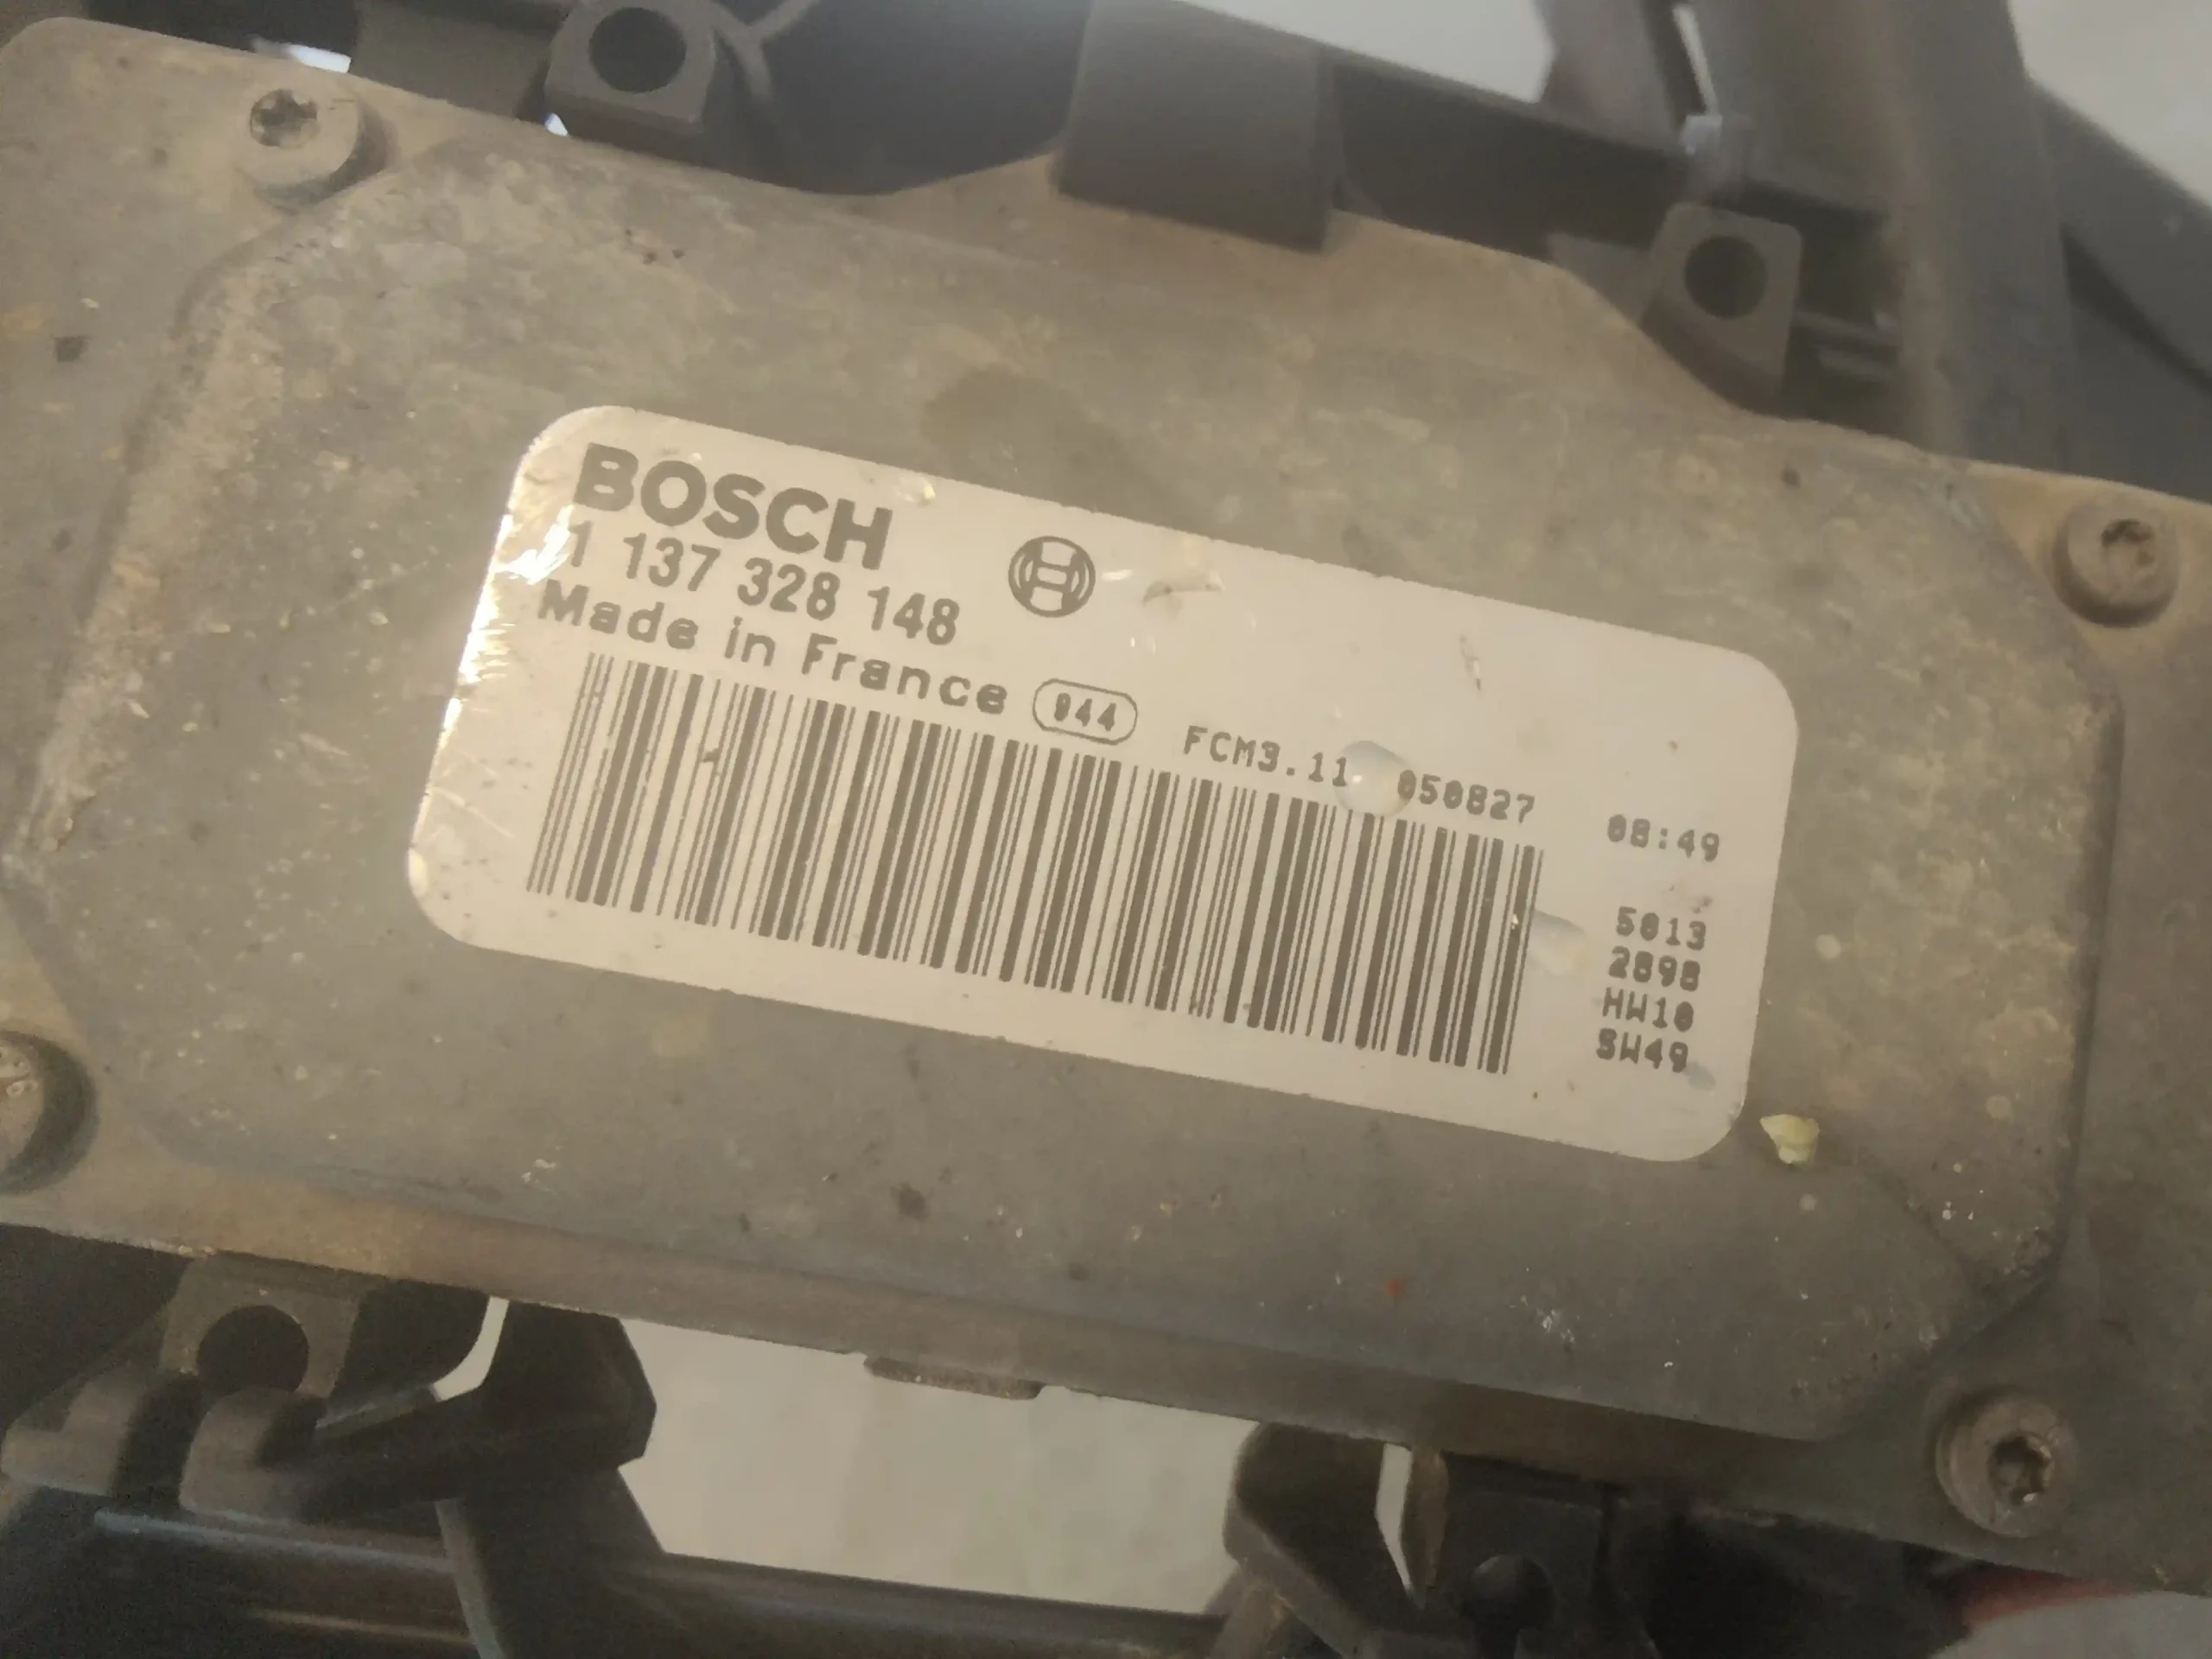 BOSCH
1 137 328 148
Made in France 944 FCM3.11 050827 08:49
5013
2898
HW10
SW49